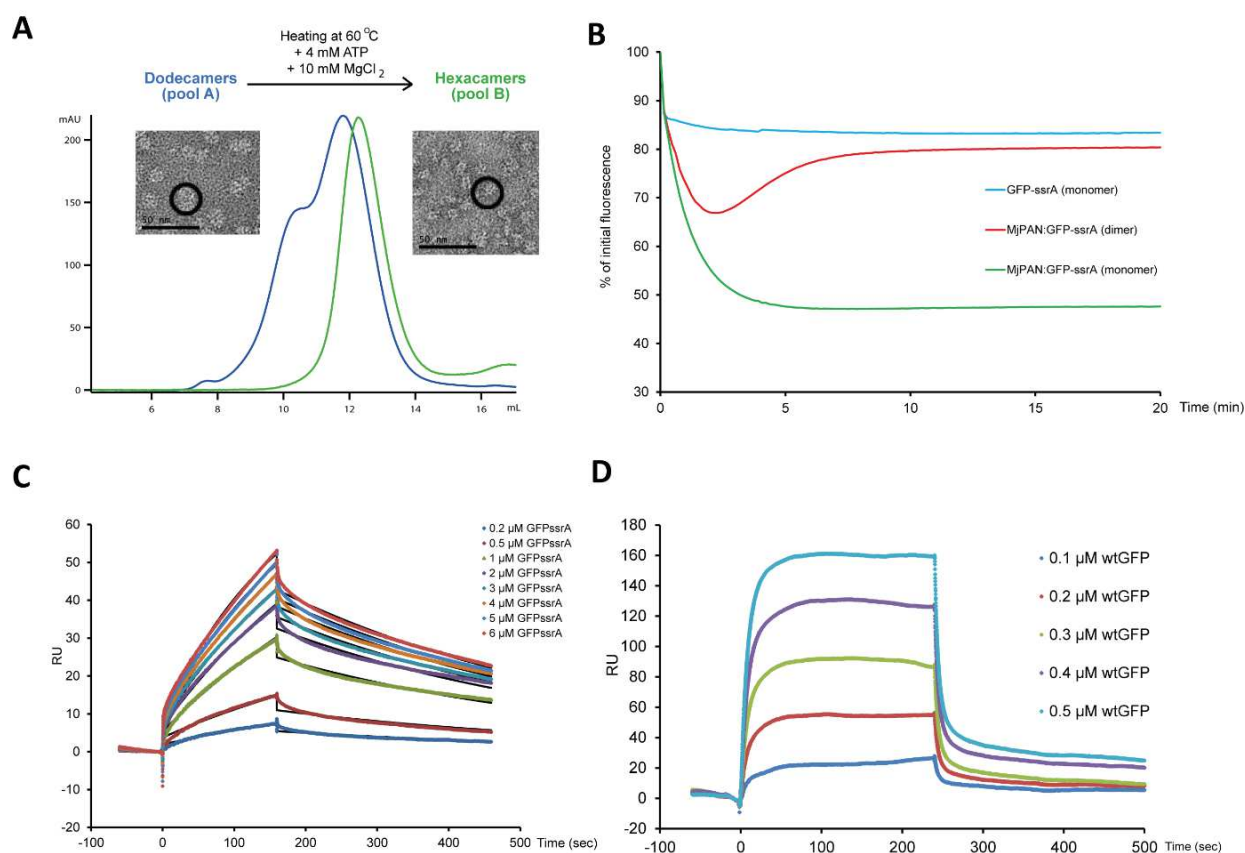 A
Heating at 60 °C
+ 4 mM ATP
+ 10 mM MgCl2
Dodecamers
(pool A)
Hexacamers
(pool B)
mAU
200
150
100
50
0
50 nm
50 nm
6
8
10
12
14
16
mL
B
100
90
80
70
60
50
40
30
% of initial fluorescence
GFP-ssrA (monomer)
MjPAN:GFP-ssrA (dimer)
MjPAN:GFP-ssrA (monomer)
0
5
10
15
20
Time (min)
C
60
50
40
30
20
10
0
-10
-20
RU
0.2 µM GFPssrA
0.5 µM GFPssrA
1 µM GFPssrA
2 µM GFPssrA
3 µM GFPssrA
4 µM GFPssrA
5 µM GFPssrA
6 µM GFPssrA
-100
0
100
200
300
400
500
Time (sec)
D
180
160
140
120
100
80
60
40
20
0
-20
RU
0.1 µM wtGFP
0.2 µM wtGFP
0.3 µM wtGFP
0.4 µM wtGFP
0.5 µM wtGFP
-100
0
100
200
300
400
500
Time (sec)